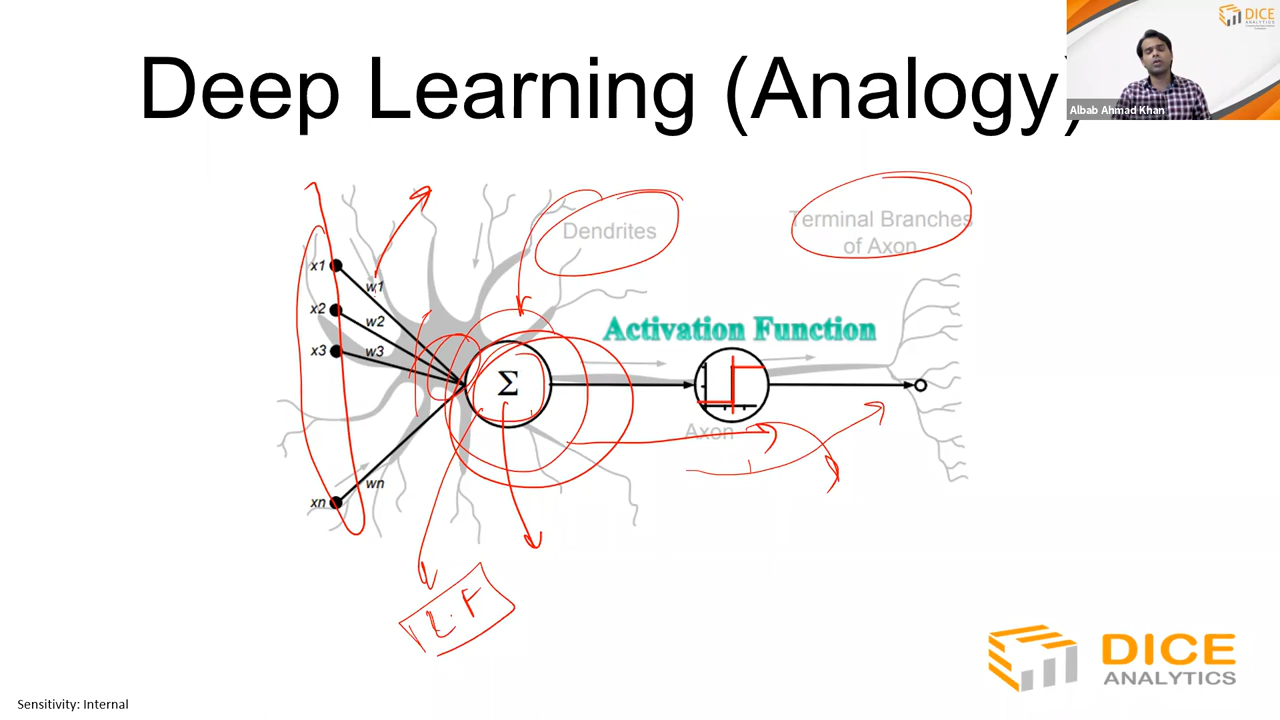 Deep Learning (Analogy)
DICE
ANALYTICS
Albab Ahmad Khan
Dendrites
Terminal Branches
of Axon
x1
w1
x2
w2
x3
w3
Activation Function
Σ
Axon
xn
wn
DICE
ANALYTICS
Sensitivity: Internal